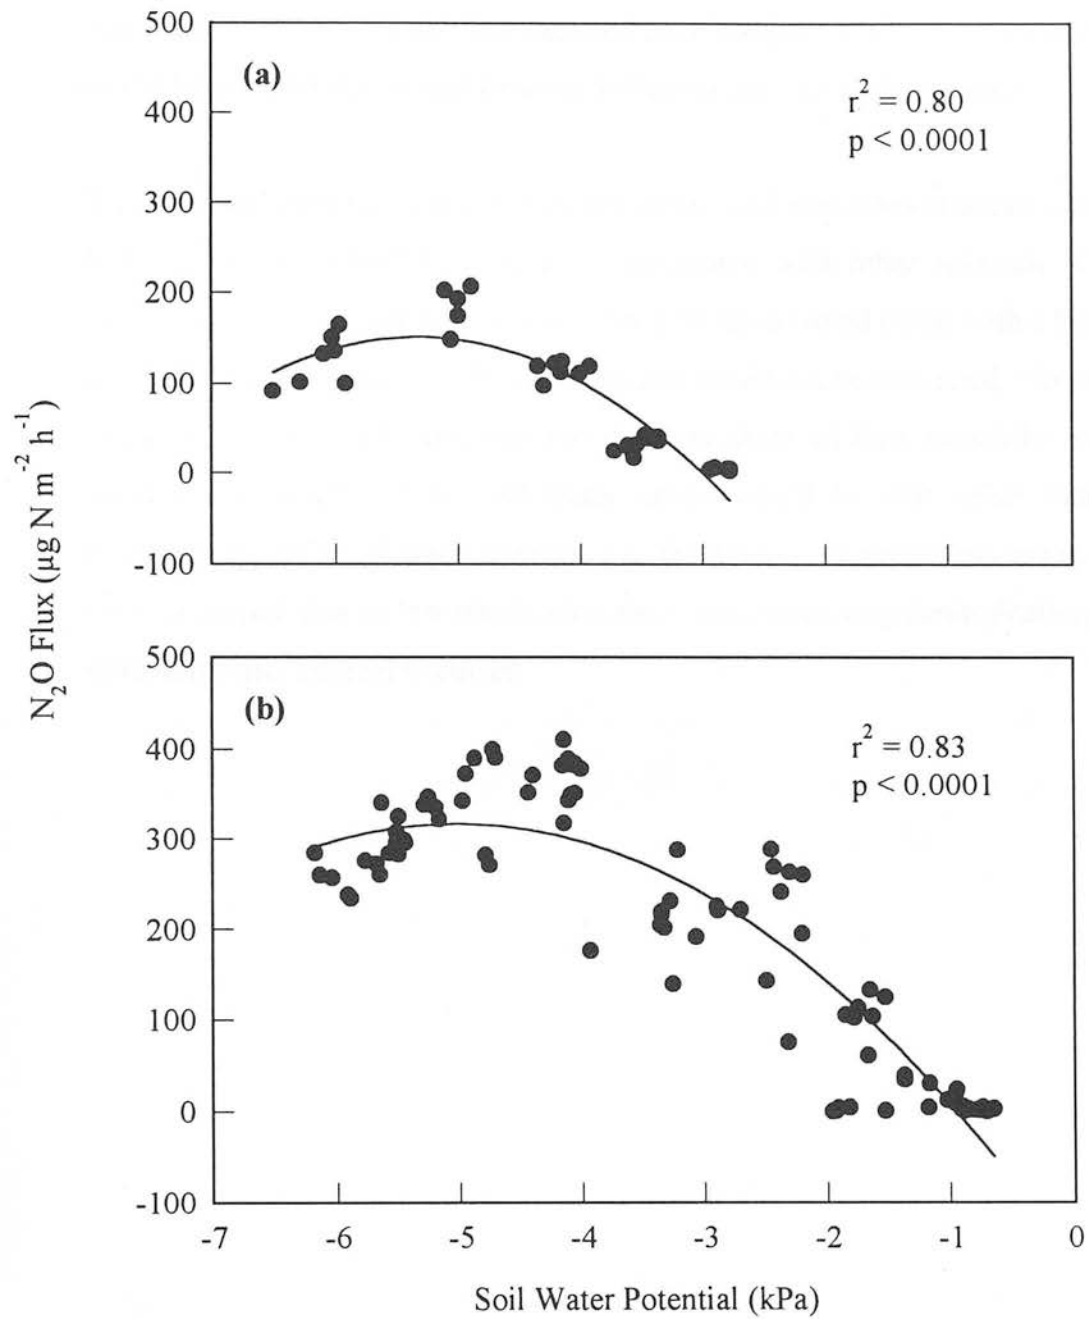 500
(a)
r² = 0.80
400
p < 0.0001
300
200
100
0
-100
N₂O Flux (µg N m⁻² h⁻¹)
500
(b)
r² = 0.83
400
p < 0.0001
300
200
100
0
-100
-7 -6 -5 -4 -3 -2 -1 0
Soil Water Potential (kPa)